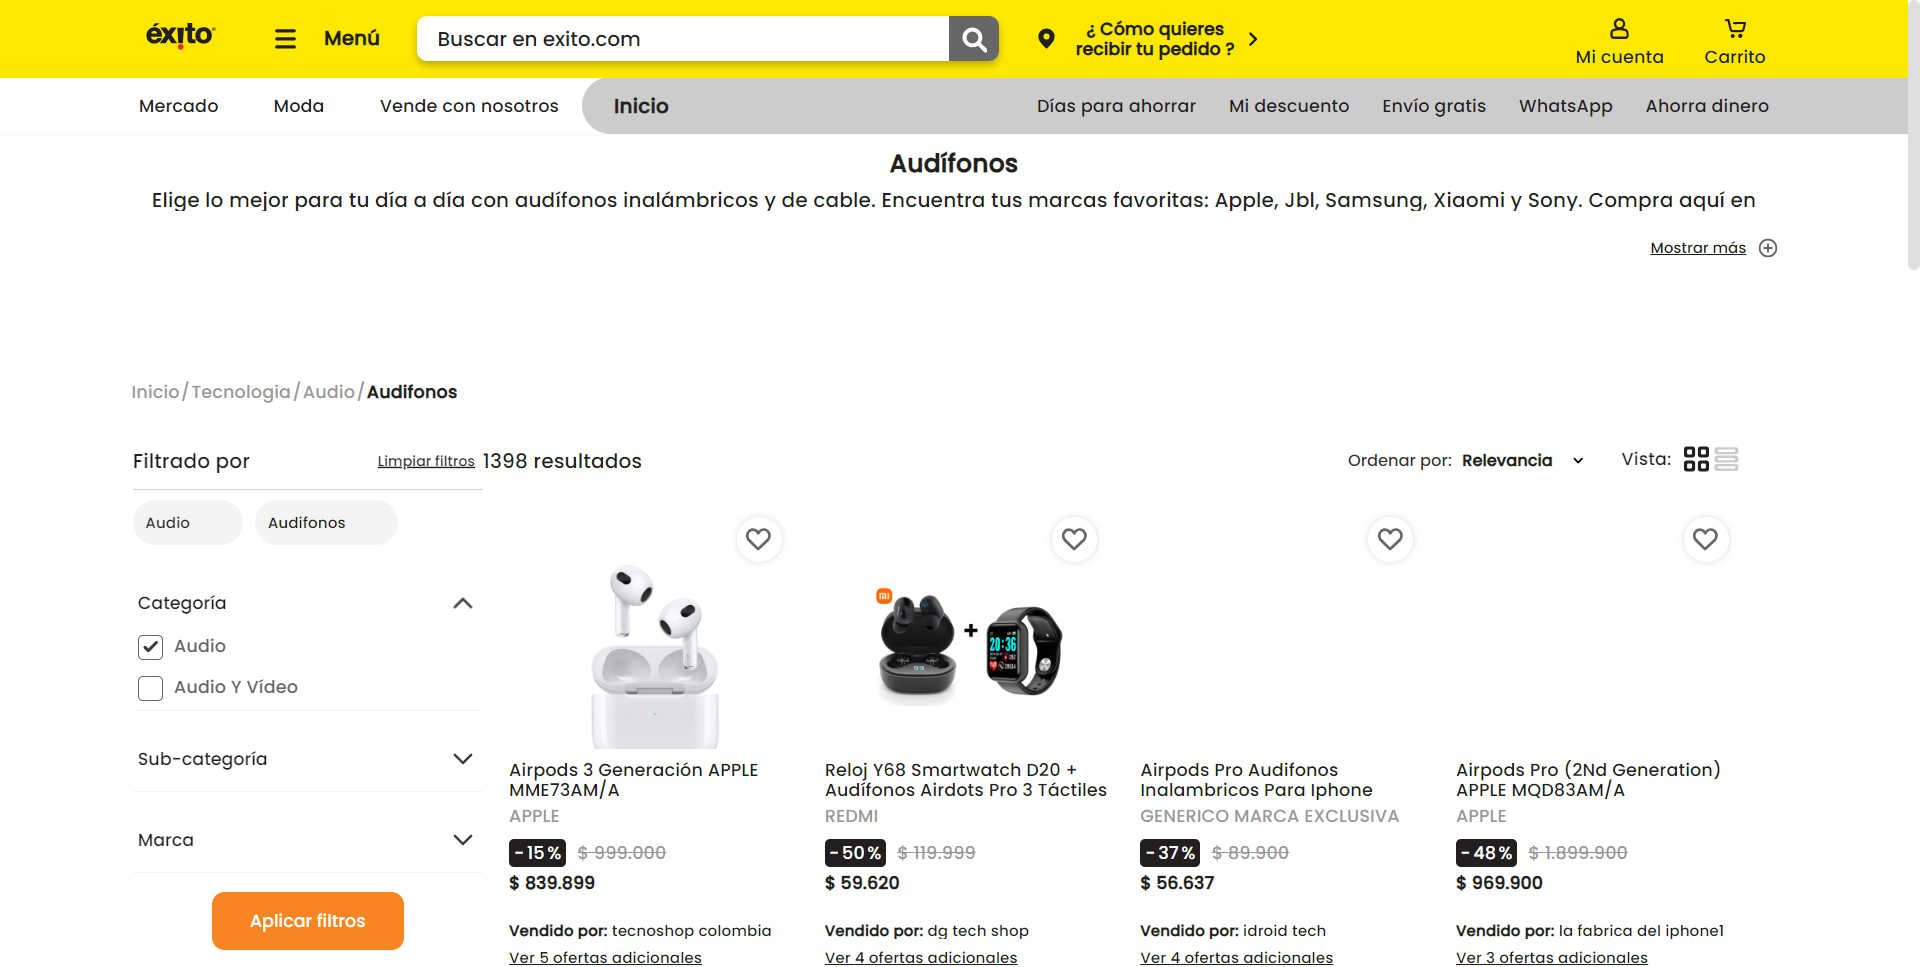 éxito
Menú
Buscar en exito.com
¿ Cómo quieres
recibir tu pedido ?
Mi cuenta
Carrito
Mercado
Moda
Vende con nosotros
Inicio
Días para ahorrar
Mi descuento
Envío gratis
WhatsApp
Ahorra dinero
Audífonos
Elige lo mejor para tu día a día con audífonos inalámbricos y de cable. Encuentra tus marcas favoritas: Apple, Jbl, Samsung, Xiaomi y Sony. Compra aquí en
Mostrar más
Inicio/Tecnologia/Audio/Audifonos
Filtrado por
Limpiar filtros
1398 resultados
Ordenar por: Relevancia
Vista:
Audio
Audifonos
Categoría
Audio
Audio Y Vídeo
Sub-categoría
Marca
Aplicar filtros
Airpods 3 Generación APPLE
MME73AM/A
APPLE
-15%
$ 999.000
$ 839.899
Vendido por: tecnoshop colombia
Ver 5 ofertas adicionales
mi
+
20:36
Reloj Y68 Smartwatch D20 +
Audífonos Airdots Pro 3 Táctiles
REDMI
-50%
$ 119.999
$ 59.620
Vendido por: dg tech shop
Ver 4 ofertas adicionales
Airpods Pro Audifonos
Inalambricos Para Iphone
GENERICO MARCA EXCLUSIVA
-37%
$ 89.900
$ 56.637
Vendido por: idroid tech
Ver 4 ofertas adicionales
Airpods Pro (2Nd Generation)
APPLE MQD83AM/A
APPLE
-48%
$ 1.899.900
$ 969.900
Vendido por: la fabrica del iphone1
Ver 3 ofertas adicionales